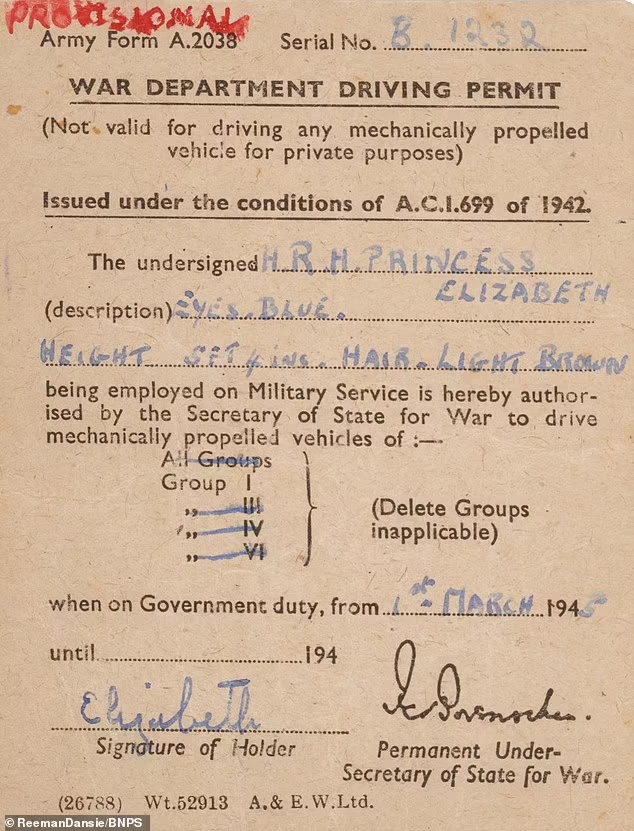 PROVISIONAL
Army Form A.2038 Serial No. B. 1232
WAR DEPARTMENT DRIVING PERMIT
(Not valid for driving any mechanically propelled
vehicle for private purposes)
Issued under the conditions of A.C.I.699 of 1942.
The undersigned H.R.H. PRINCESS
ELIZABETH
(description) EYES. BLUE.
HEIGHT 5FT 4 ins. HAIR. LIGHT BROWN
being employed on Military Service is hereby author-
ised by the Secretary of State for War to drive
mechanically propelled vehicles of :—
All Groups
Group I
„ III
„ IV
„ VI
(Delete Groups
inapplicable)
when on Government duty, from 1st MARCH 1945
until 194
Elizabeth
Signature of Holder
Permanent Under-
Secretary of State for War.
(26788) Wt.52913 A. & E.W.Ltd.
©ReemanDansie/BNPS